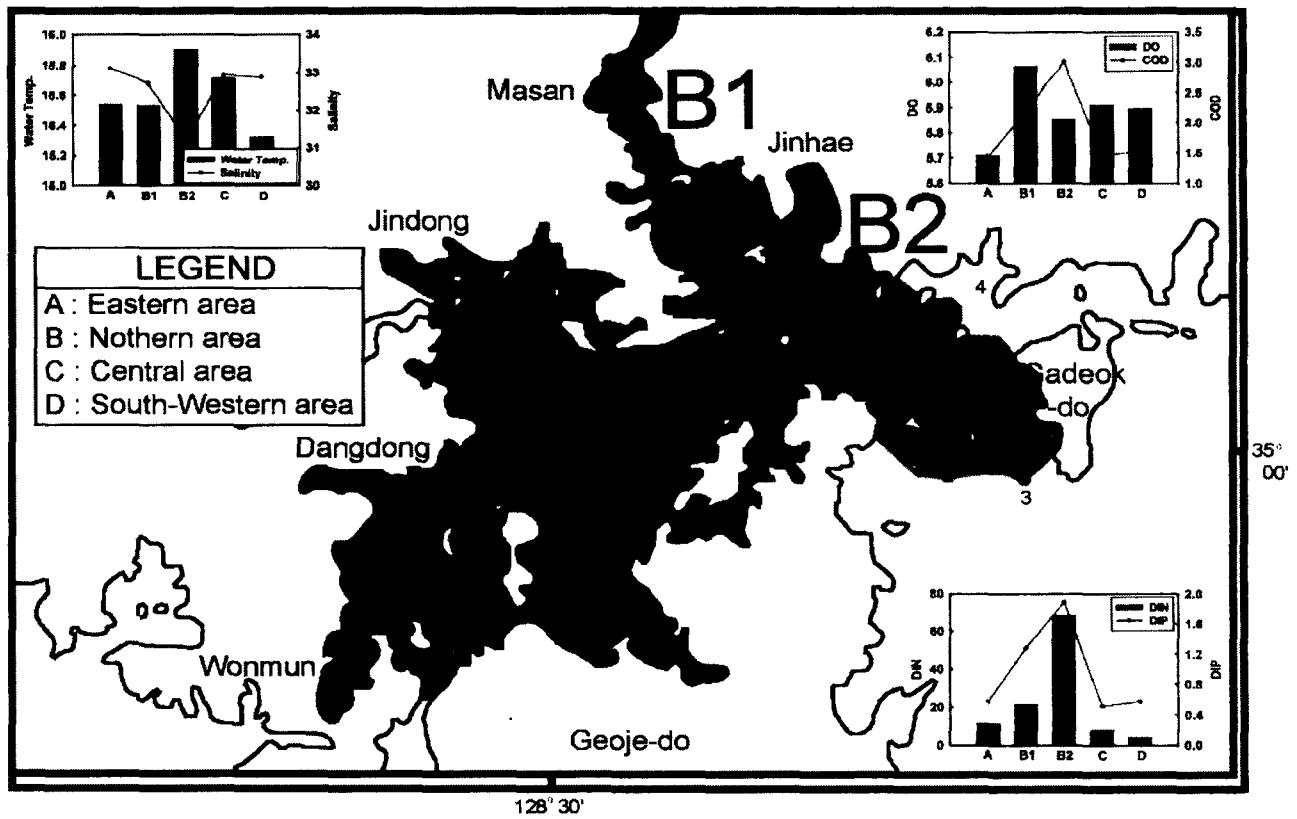 16.0
15.8
15.6
15.4
15.2
15.0
Water Temp.
34
33
32
31
30
Salinity
Water Temp.
Salinity
A B1 B2 C D
Masan
B1
Jinhae
B2
6.2
6.1
6.0
5.9
5.8
5.7
5.6
DO
3.5
3.0
2.5
2.0
1.5
1.0
COD
DO
COD
A B1 B2 C D
Jindong
LEGEND
A : Eastern area
B : Nothern area
C : Central area
D : South-Western area
4
Gadeok
-do
Dangdong
35°
00'
3
80
60
40
20
0
DIN
2.0
1.6
1.2
0.8
0.4
0.0
DIP
DIN
DIP
A B1 B2 C D
Wonmun
Geoje-do
128° 30'